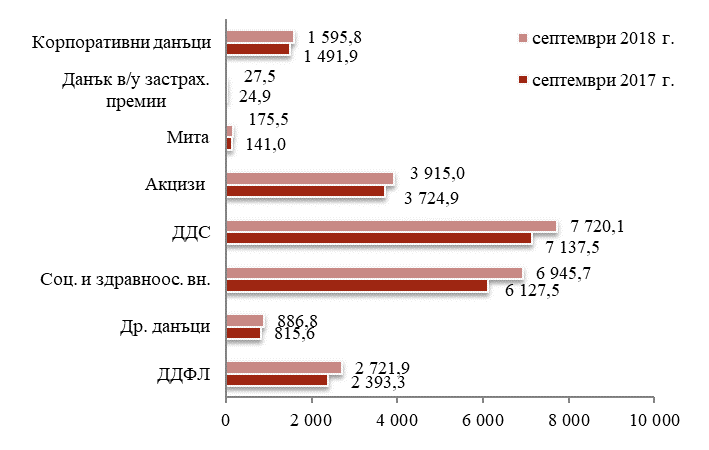 Корпоративни данъци
1 595,8
1 491,9
септември 2018 г.
септември 2017 г.
Данък в/у застрах.
премии
27,5
24,9
Мита
175,5
141,0
Акцизи
3 915,0
3 724,9
ДДС
7 720,1
7 137,5
Соц. и здравноос. вн.
6 945,7
6 127,5
Др. данъци
886,8
815,6
ДДФЛ
2 721,9
2 393,3
0
2 000
4 000
6 000
8 000
10 000